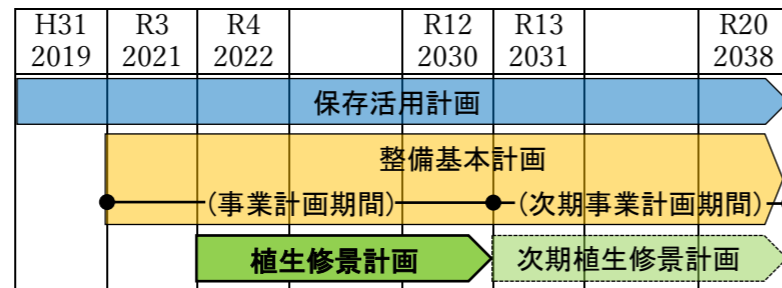 H31 R3 R4 R12 R13 R20
2019 2021 2022 2030 2031 2038
保存活用計画
整備基本計画
(事業計画期間) (次期事業計画期間)
植生修景計画 次期植生修景計画